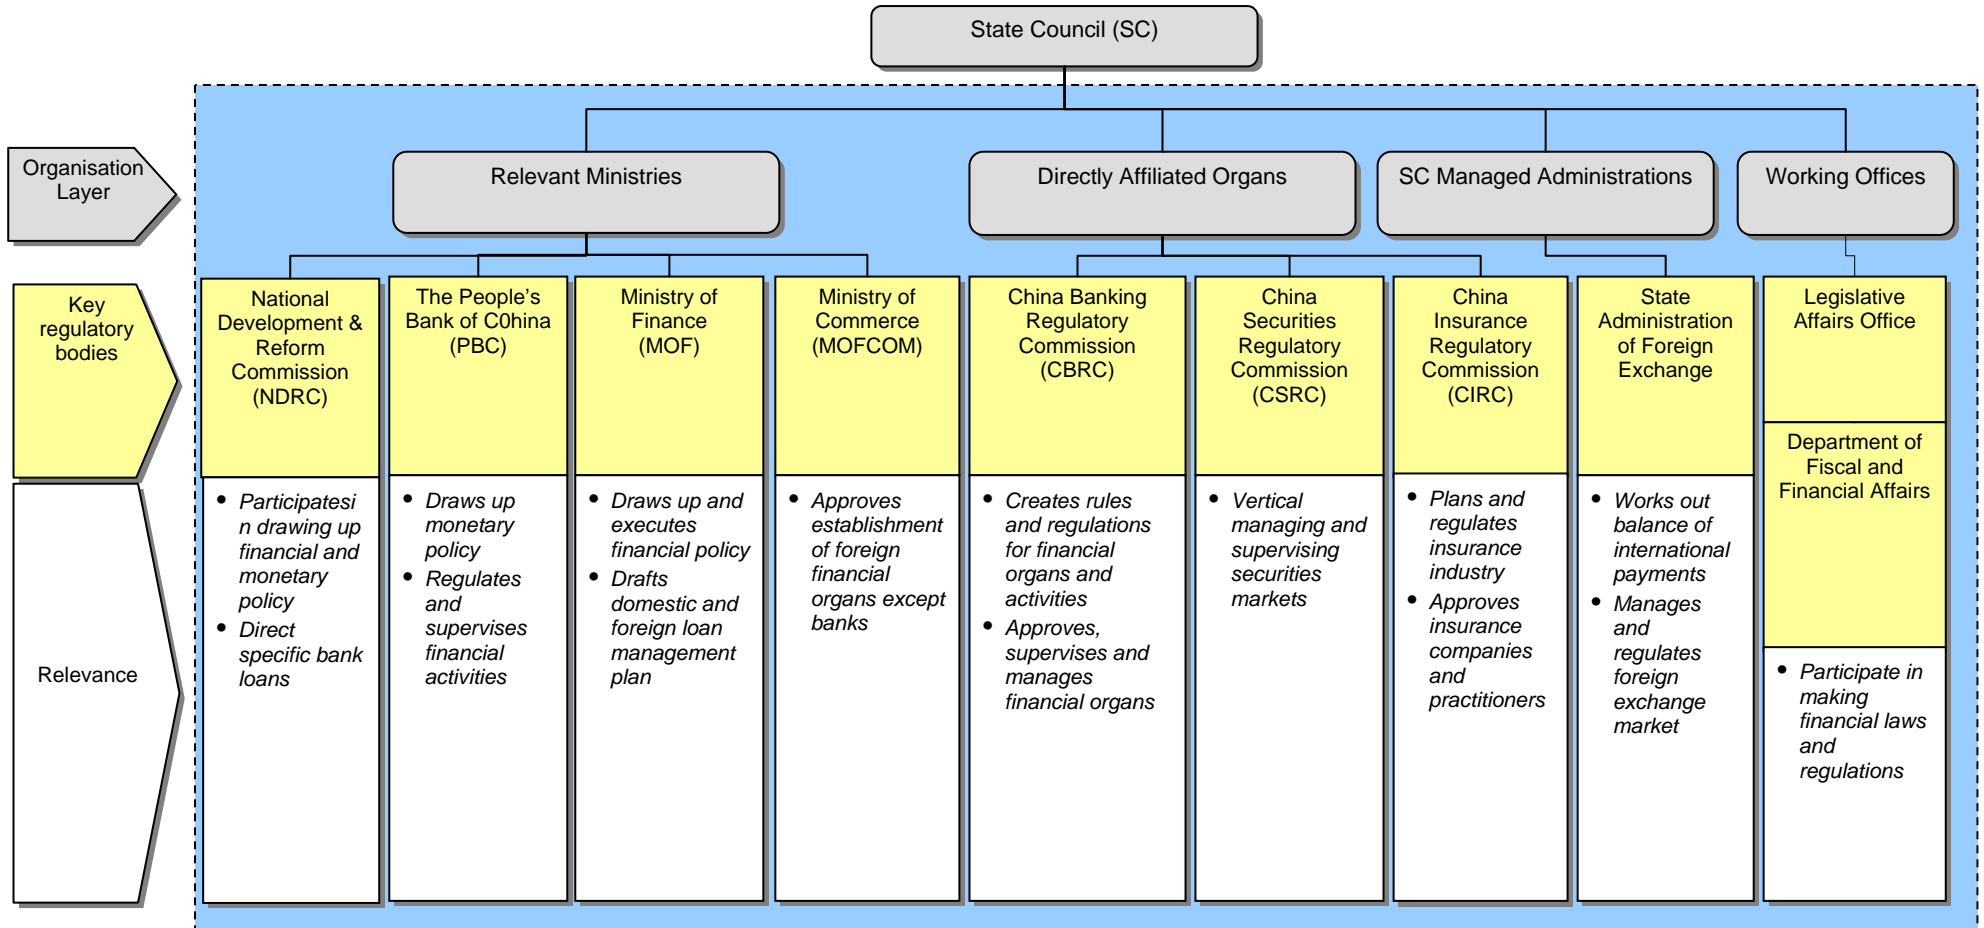 State Council (SC)
Organisation
Layer
Relevant Ministries
Directly Affiliated Organs
SC Managed Administrations
Working Offices
Key
regulatory
bodies
National
Development &
Reform
Commission
(NDRC)
The People's
Bank of C0hina
(PBC)
Ministry of
Finance
(MOF)
Ministry of
Commerce
(MOFCOM)
China Banking
Regulatory
Commission
(CBRC)
China
Securities
Regulatory
Commission
(CSRC)
China
Insurance
Regulatory
Commission
(CIRC)
State
Administration
of Foreign
Exchange
Legislative
Affairs Office
Department of
Fiscal and
Financial Affairs
Relevance
• Participatesi
n drawing up
financial and
monetary
policy
• Direct
specific bank
loans
• Draws up
monetary
policy
• Regulates
and
supervises
financial
activities
• Draws up and
executes
financial policy
• Drafts
domestic and
foreign loan
management
plan
• Approves
establishment
of foreign
financial
organs except
banks
• Creates rules
and regulations
for financial
organs and
activities
• Approves,
supervises and
manages
financial organs
• Vertical
managing and
supervising
securities
markets
• Plans and
regulates
insurance
industry
• Approves
insurance
companies
and
practitioners
• Works out
balance of
international
payments
• Manages
and
regulates
foreign
exchange
market
• Participate in
making
financial laws
and
regulations